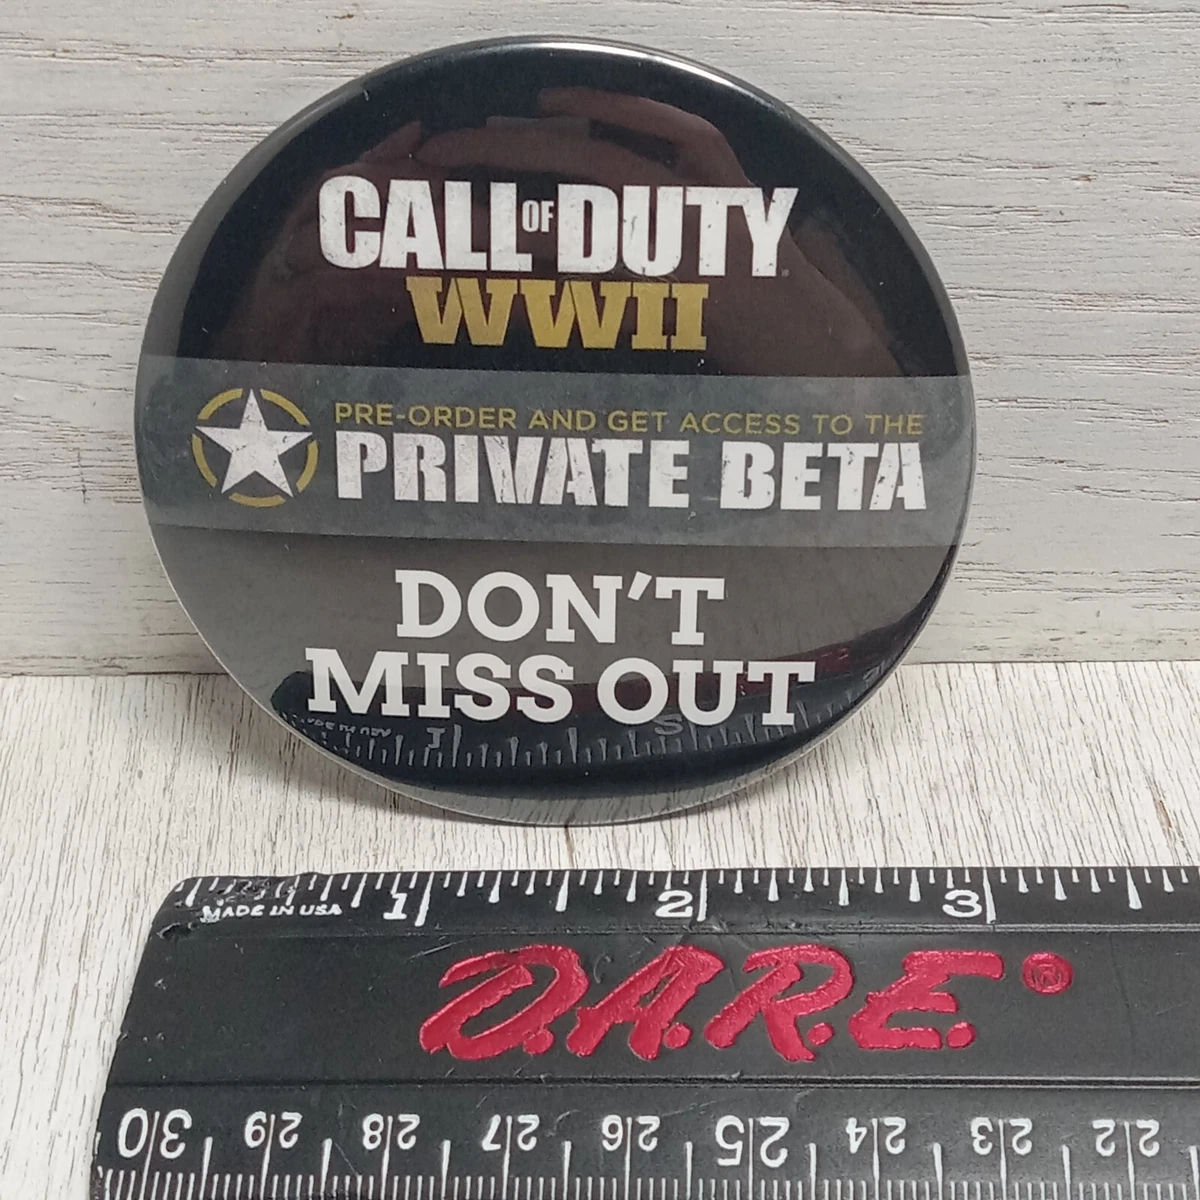 CALL OF DUTY
WWII
PRE-ORDER AND GET ACCESS TO THE
PRIVATE BETA
DON'T
MISS OUT
1 2 3
MADE IN USA
D.A.R.E.®
30 29 28 27 26 25 24 23 22